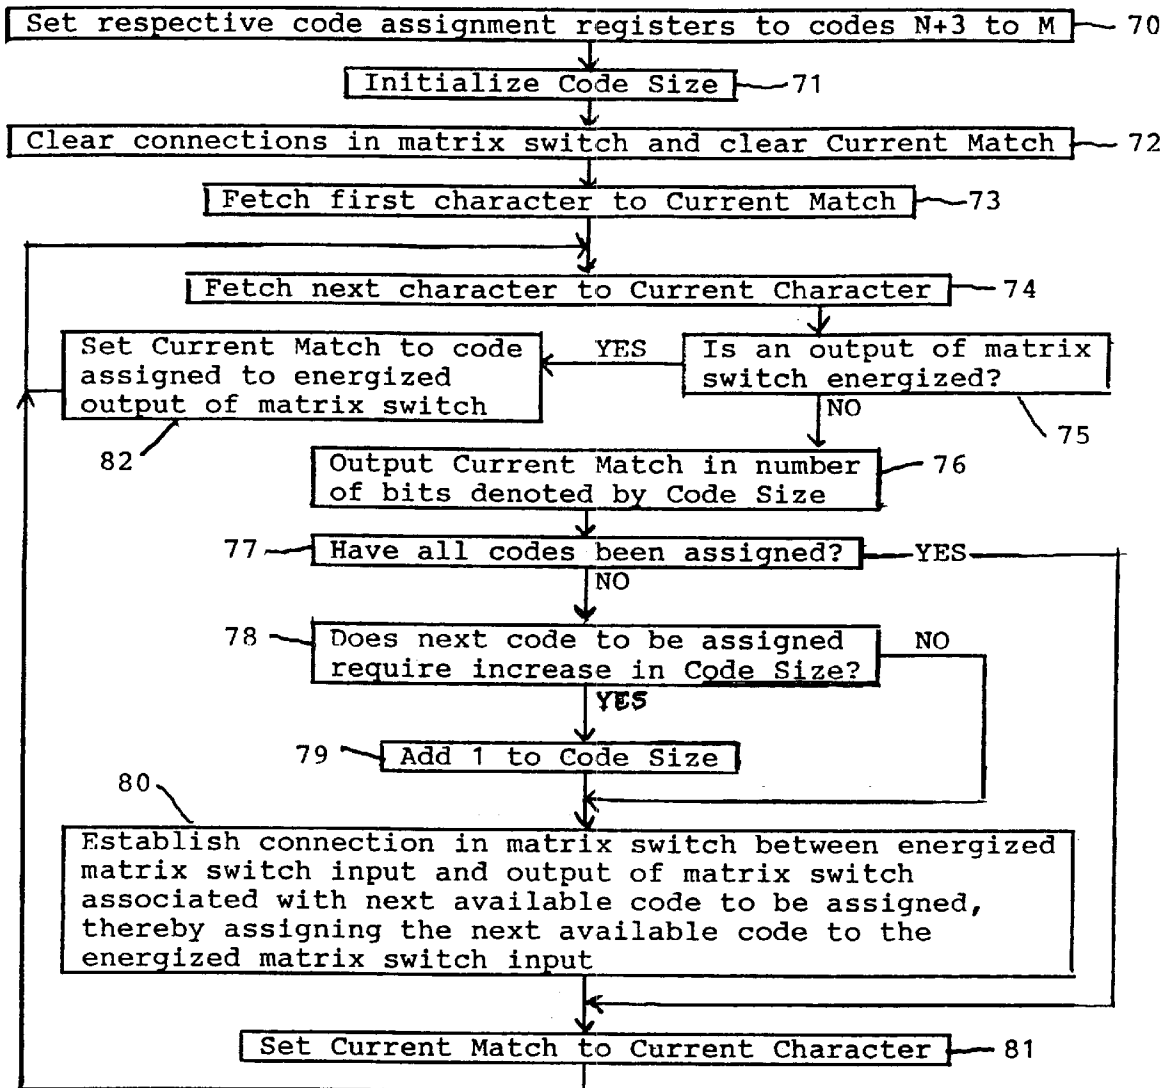 Set respective code assignment registers to codes N+3 to M 70
Initialize Code Size 71
Clear connections in matrix switch and clear Current Match 72
Fetch first character to Current Match 73
Fetch next character to Current Character 74
Set Current Match to code
assigned to energized
output of matrix switch
82
YES
Is an output of matrix
switch energized?
75
NO
Output Current Match in number
of bits denoted by Code Size
76
77 Have all codes been assigned? YES
NO
78
Does next code to be assigned
require increase in Code Size?
NO
YES
79 Add 1 to Code Size
80
Establish connection in matrix switch between energized
matrix switch input and output of matrix switch
associated with next available code to be assigned,
thereby assigning the next available code to the
energized matrix switch input
Set Current Match to Current Character 81